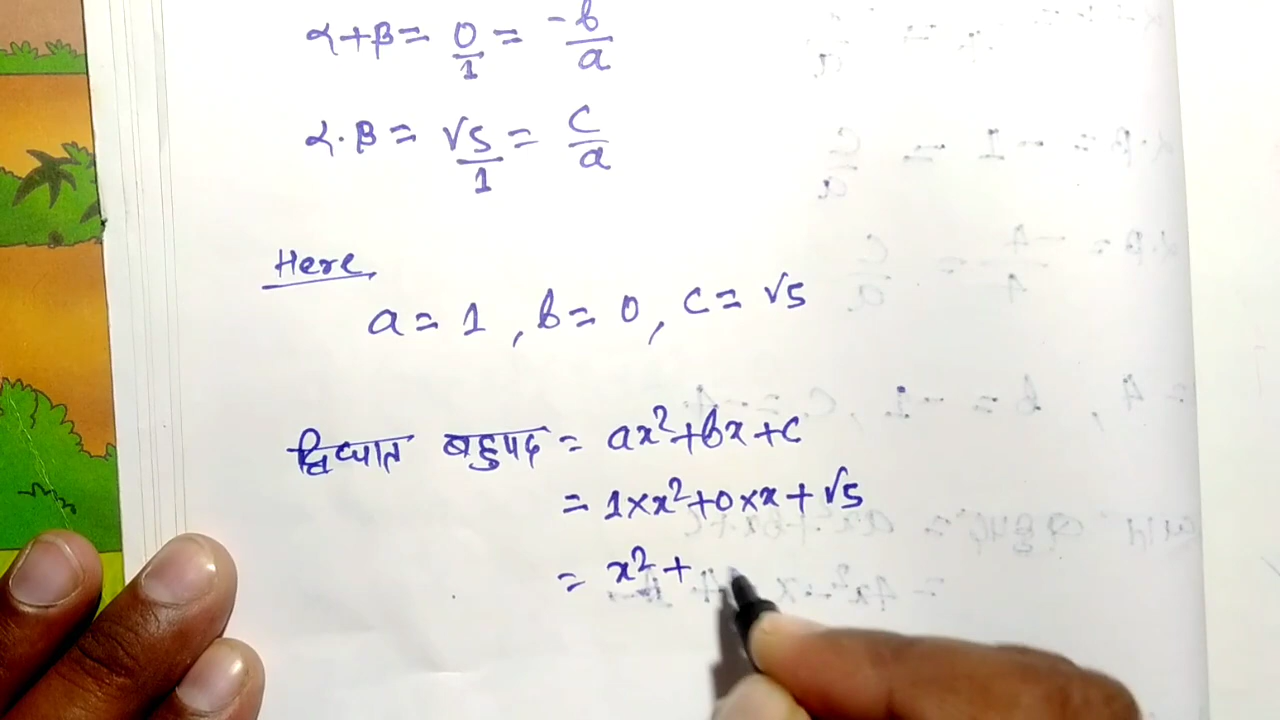 α+β = 0/1 = -b/a
α.β = √5/1 = c/a
Here,
a = 1, b = 0, c = √5
द्विघात बहुपद = ax²+bx+c
= 1×x²+0×x+√5
= x²+